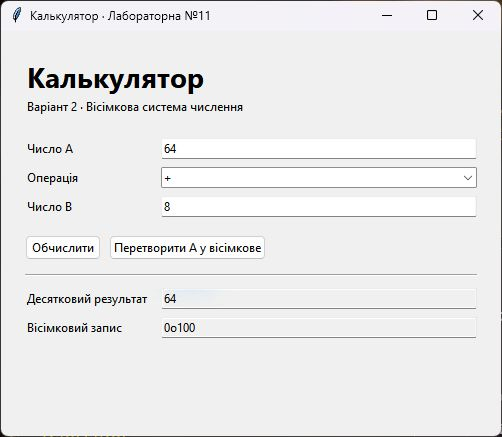 Калькулятор · Лабораторна №11
Калькулятор
Варіант 2 · Вісімкова система числення
Число A 64
Операція +
Число B 8
Обчислити Перетворити A у вісімкове
Десятковий результат 64
Вісімковий запис 0o100